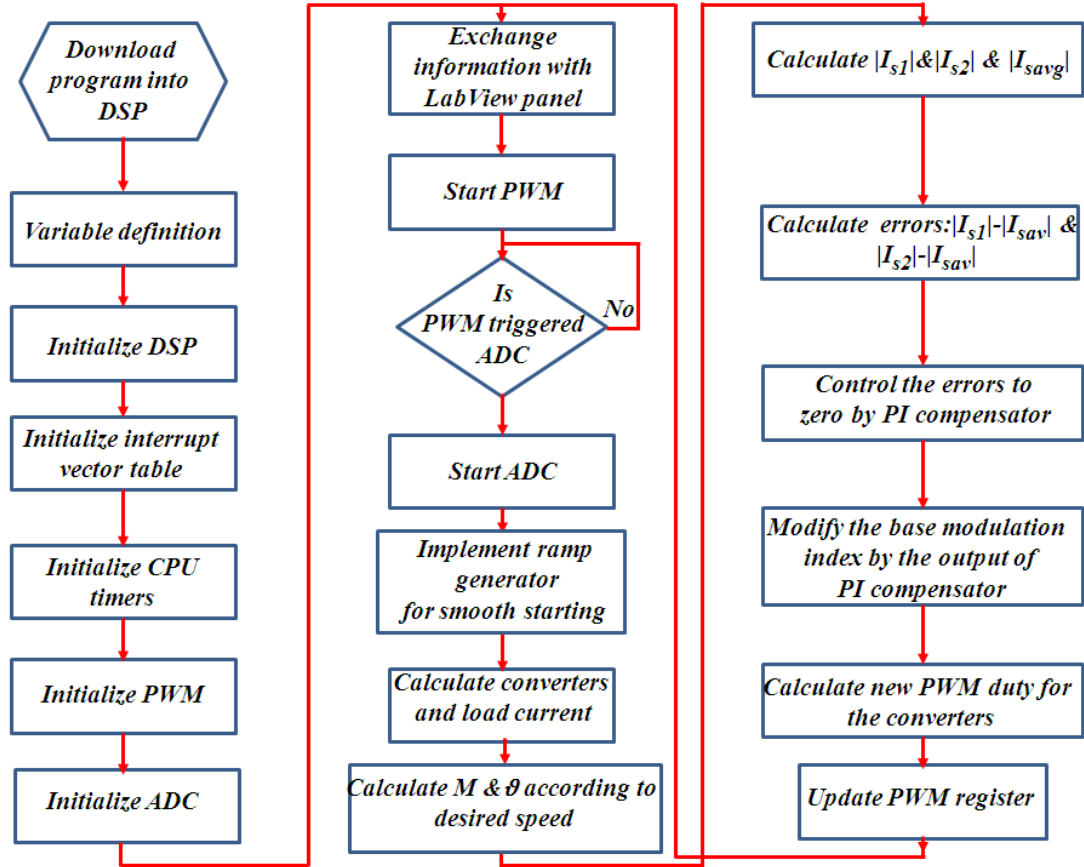 Download
program into
DSP
Variable definition
Initialize DSP
Initialize interrupt
vector table
Initialize CPU
timers
Initialize PWM
Initialize ADC
Exchange
information with
LabView panel
Start PWM
Is
PWM triggered
ADC
No
Start ADC
Implement ramp
generator
for smooth starting
Calculate converters
and load current
Calculate M & ϑ according to
desired speed
Calculate |Is1|&|Is2| & |Isavg|
Calculate errors:|Is1|-|Isav| &
|Is2|-|Isav|
Control the errors to
zero by PI compensator
Modify the base modulation
index by the output of
PI compensator
Calculate new PWM duty for
the converters
Update PWM register